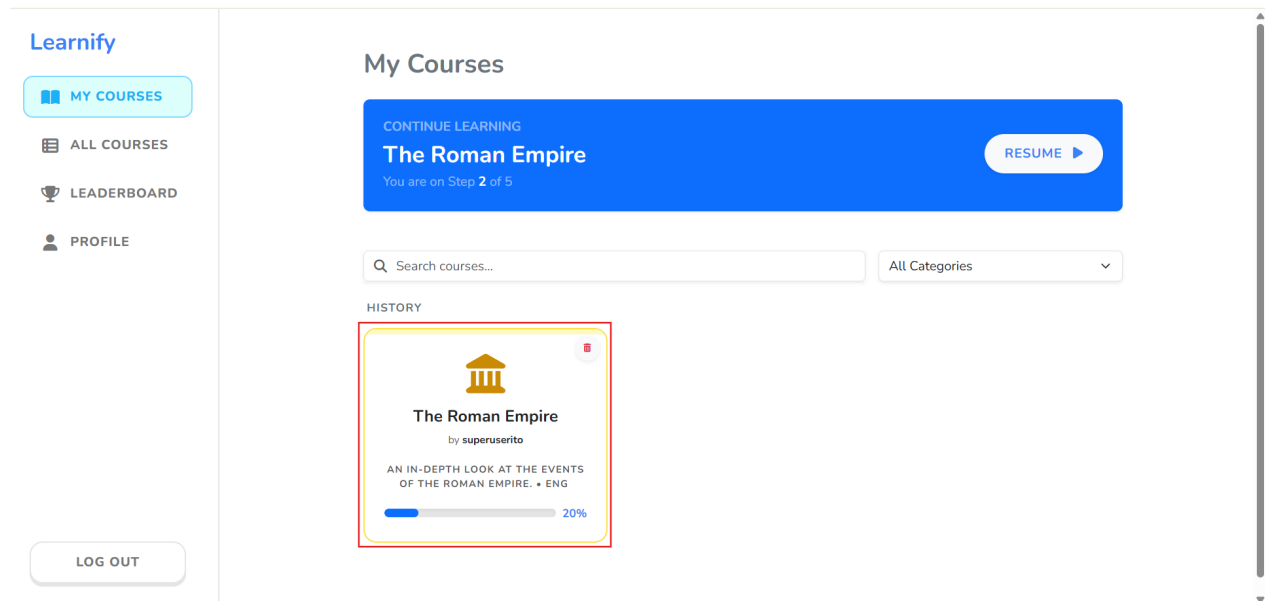 Learnify
MY COURSES
ALL COURSES
LEADERBOARD
PROFILE
LOG OUT
My Courses
CONTINUE LEARNING
The Roman Empire
You are on Step 2 of 5
RESUME
Search courses...
All Categories
HISTORY
The Roman Empire
by superuserito
AN IN-DEPTH LOOK AT THE EVENTS
OF THE ROMAN EMPIRE. • ENG
20%